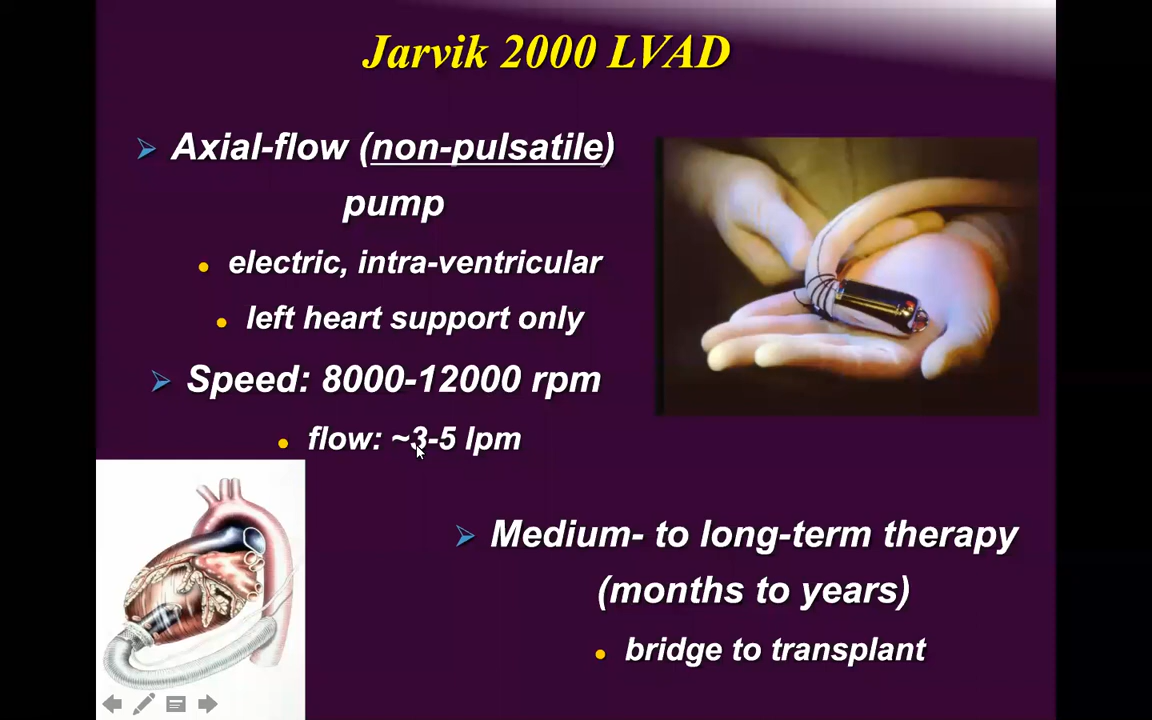 Jarvik 2000 LVAD
Axial-flow (non-pulsatile)
pump
electric, intra-ventricular
left heart support only
Speed: 8000-12000 rpm
flow: ~3-5 lpm
Medium- to long-term therapy
(months to years)
bridge to transplant